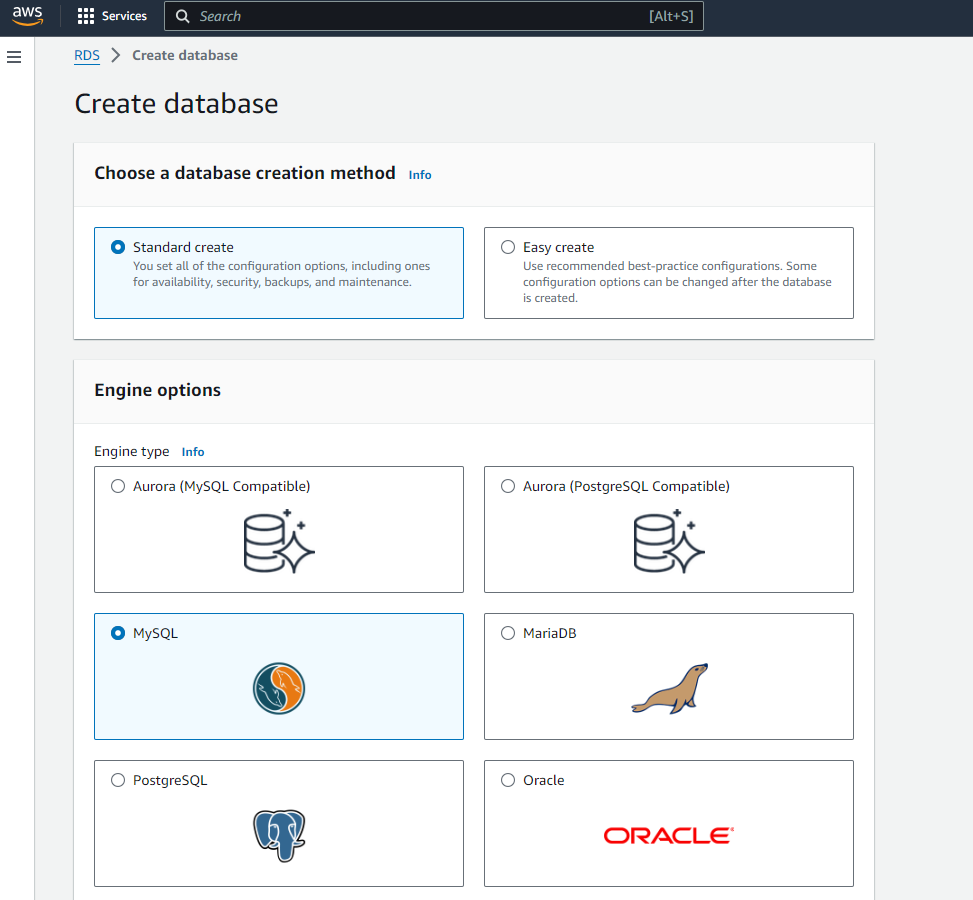 aws
Services
Search
[Alt+S]
RDS
Create database
Create database
Choose a database creation method Info
Standard create
You set all of the configuration options, including ones
for availability, security, backups, and maintenance.
Easy create
Use recommended best-practice configurations. Some
configuration options can be changed after the database
is created.
Engine options
Engine type Info
Aurora (MySQL Compatible)
Aurora (PostgreSQL Compatible)
MySQL
MariaDB
PostgreSQL
Oracle
ORACLE